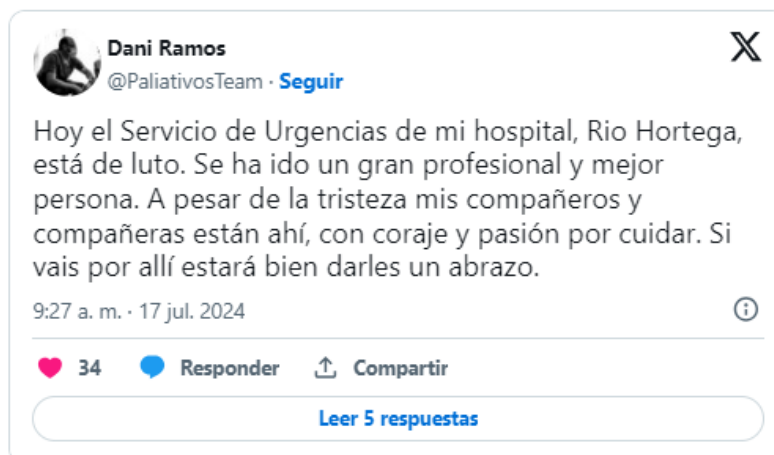 Dani Ramos
@PaliativosTeam · Seguir
Hoy el Servicio de Urgencias de mi hospital, Rio Hortega,
está de luto. Se ha ido un gran profesional y mejor
persona. A pesar de la tristeza mis compañeros y
compañeras están ahí, con coraje y pasión por cuidar. Si
vais por allí estará bien darles un abrazo.
9:27 a. m. · 17 jul. 2024
34 Responder Compartir
Leer 5 respuestas